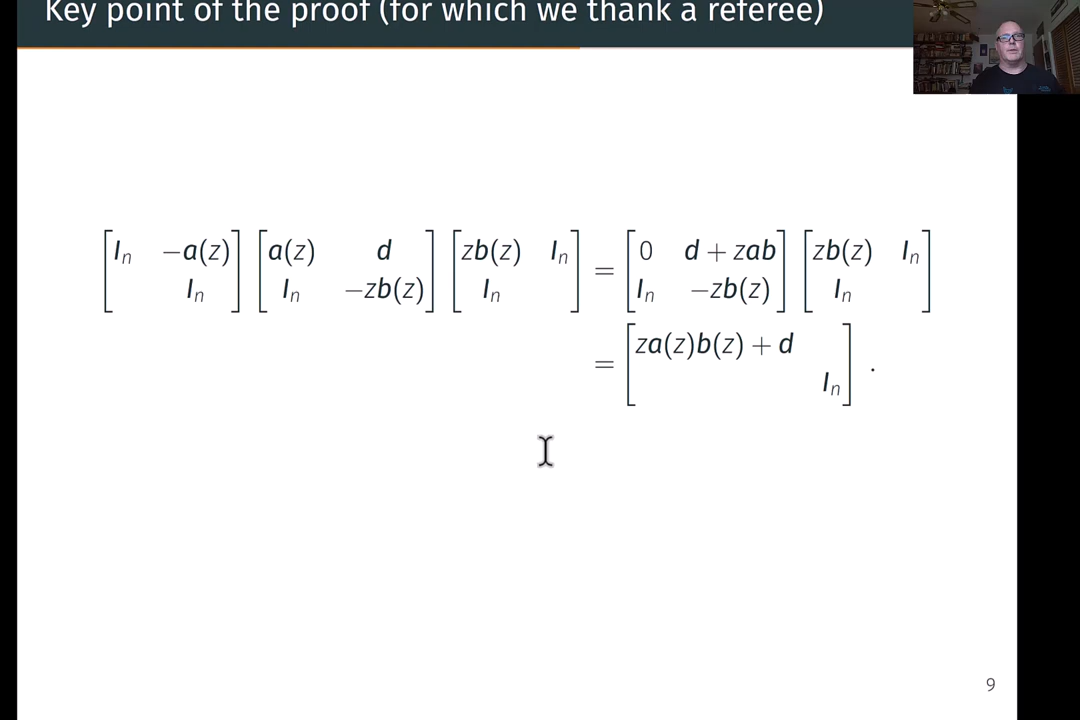 Key point of the proof (for which we thank a referee)
[Iₙ −a(z)] [a(z) d] [zb(z) Iₙ] = [0 d + zab] [zb(z) Iₙ]
[ Iₙ] [Iₙ −zb(z)] [Iₙ ] [Iₙ −zb(z)] [Iₙ ]
= [za(z)b(z) + d ]
[ Iₙ] .
9